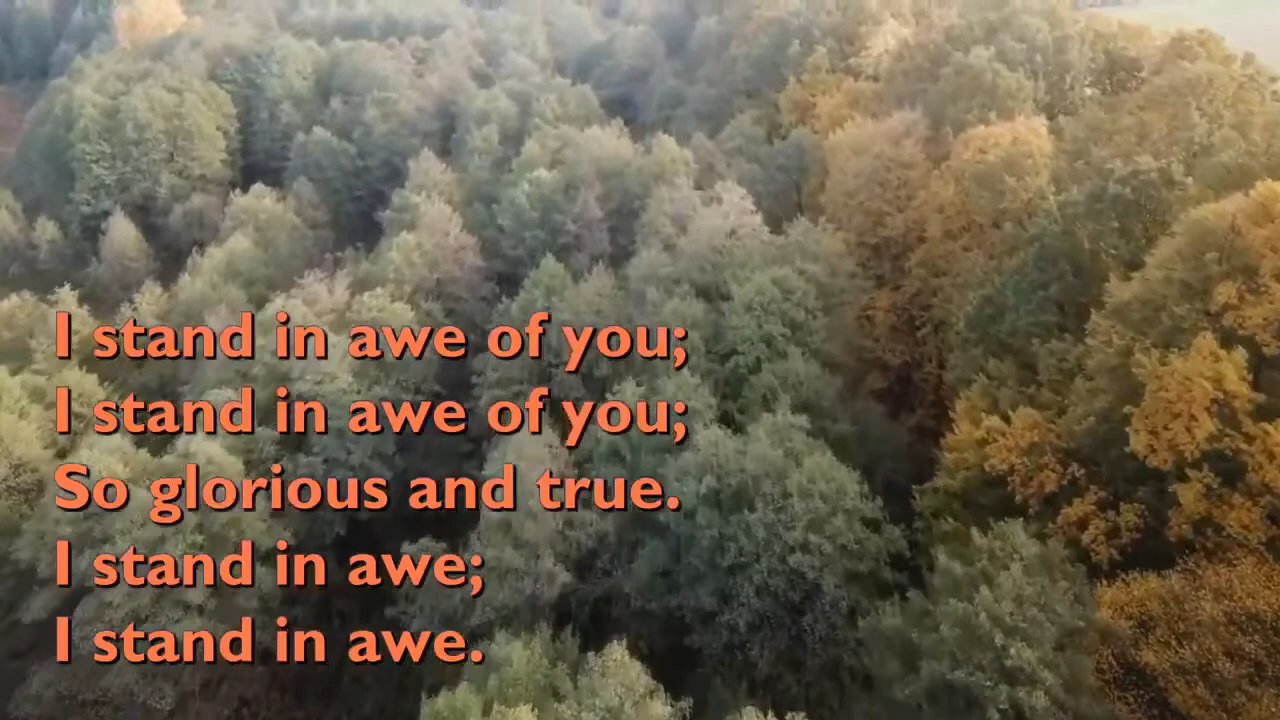 I stand in awe of you;
I stand in awe of you;
So glorious and true.
I stand in awe;
I stand in awe.